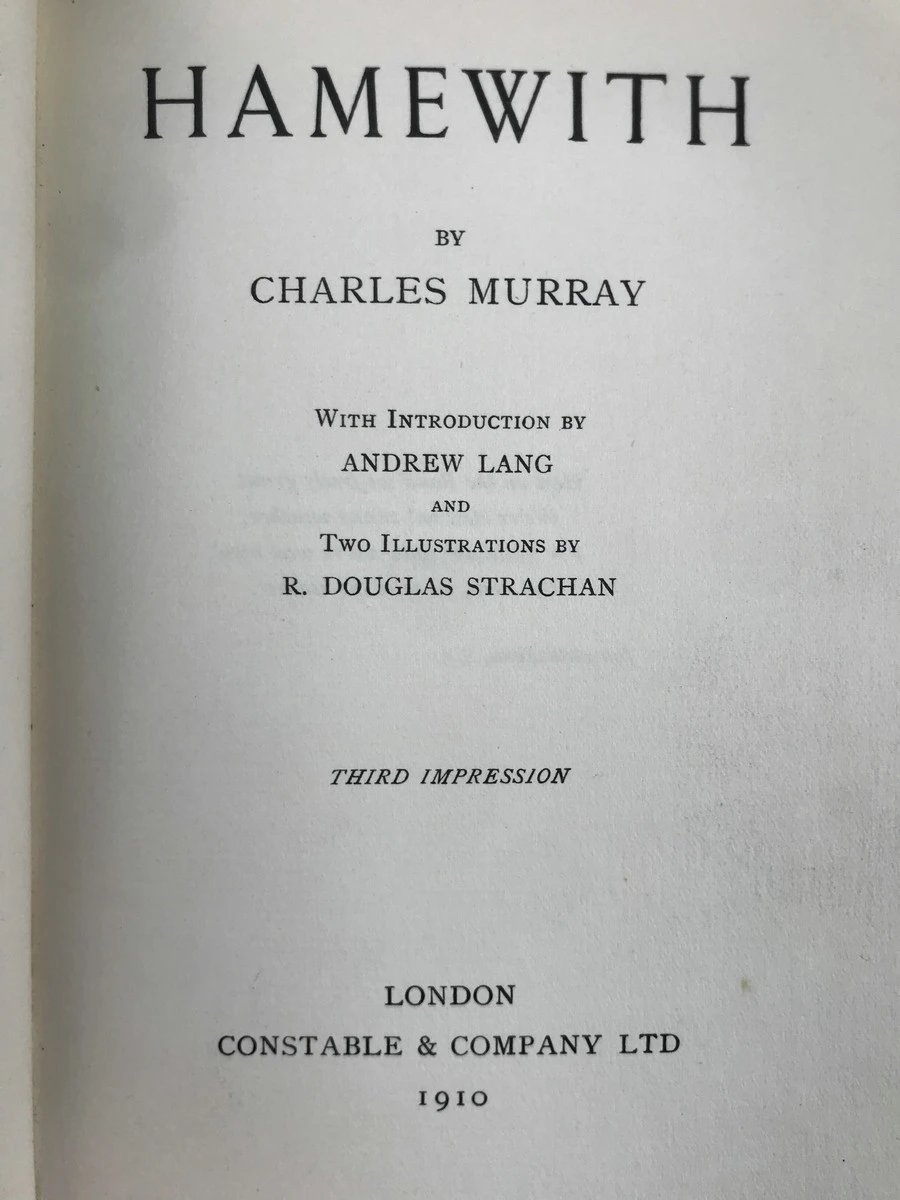 HAMEWITH
BY
CHARLES MURRAY
WITH INTRODUCTION BY
ANDREW LANG
AND
TWO ILLUSTRATIONS BY
R. DOUGLAS STRACHAN
THIRD IMPRESSION
LONDON
CONSTABLE & COMPANY LTD
1910